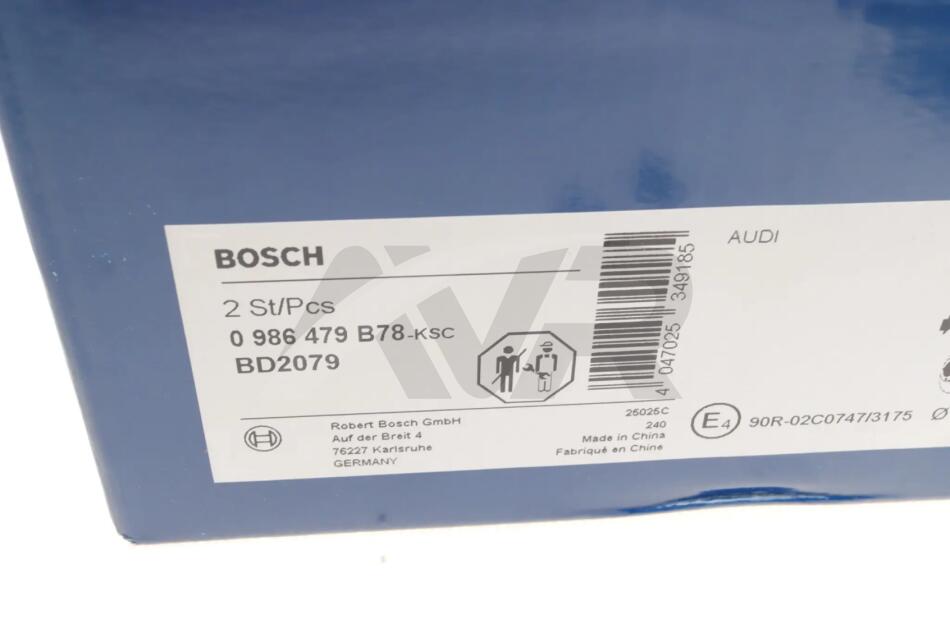 BOSCH
2 St/Pcs
0 986 479 B78-KSC
BD2079
4 047025 349185
AUDI
Robert Bosch GmbH
Auf der Breit 4
76227 Karlsruhe
GERMANY
25025C
240
Made in China
Fabriqué en Chine
E4
90R-02C0747/3175
Ø